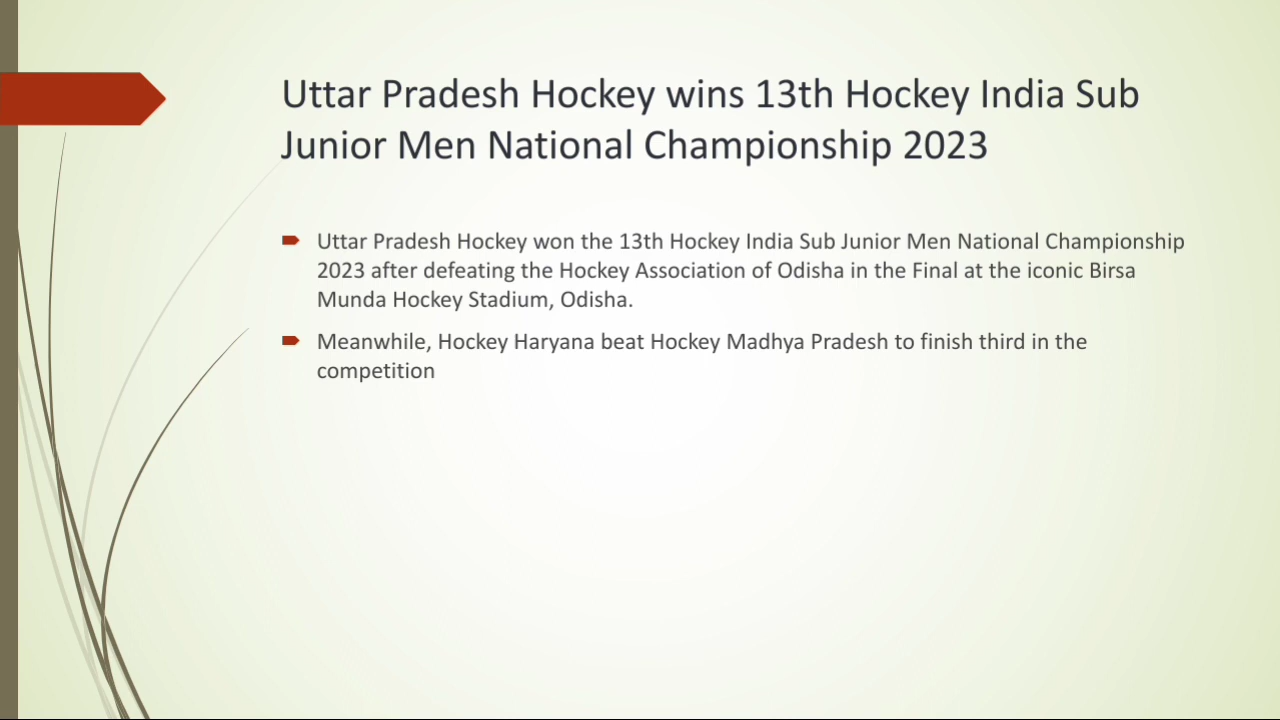 Uttar Pradesh Hockey wins 13th Hockey India Sub
Junior Men National Championship 2023
Uttar Pradesh Hockey won the 13th Hockey India Sub Junior Men National Championship
2023 after defeating the Hockey Association of Odisha in the Final at the iconic Birsa
Munda Hockey Stadium, Odisha.
Meanwhile, Hockey Haryana beat Hockey Madhya Pradesh to finish third in the
competition